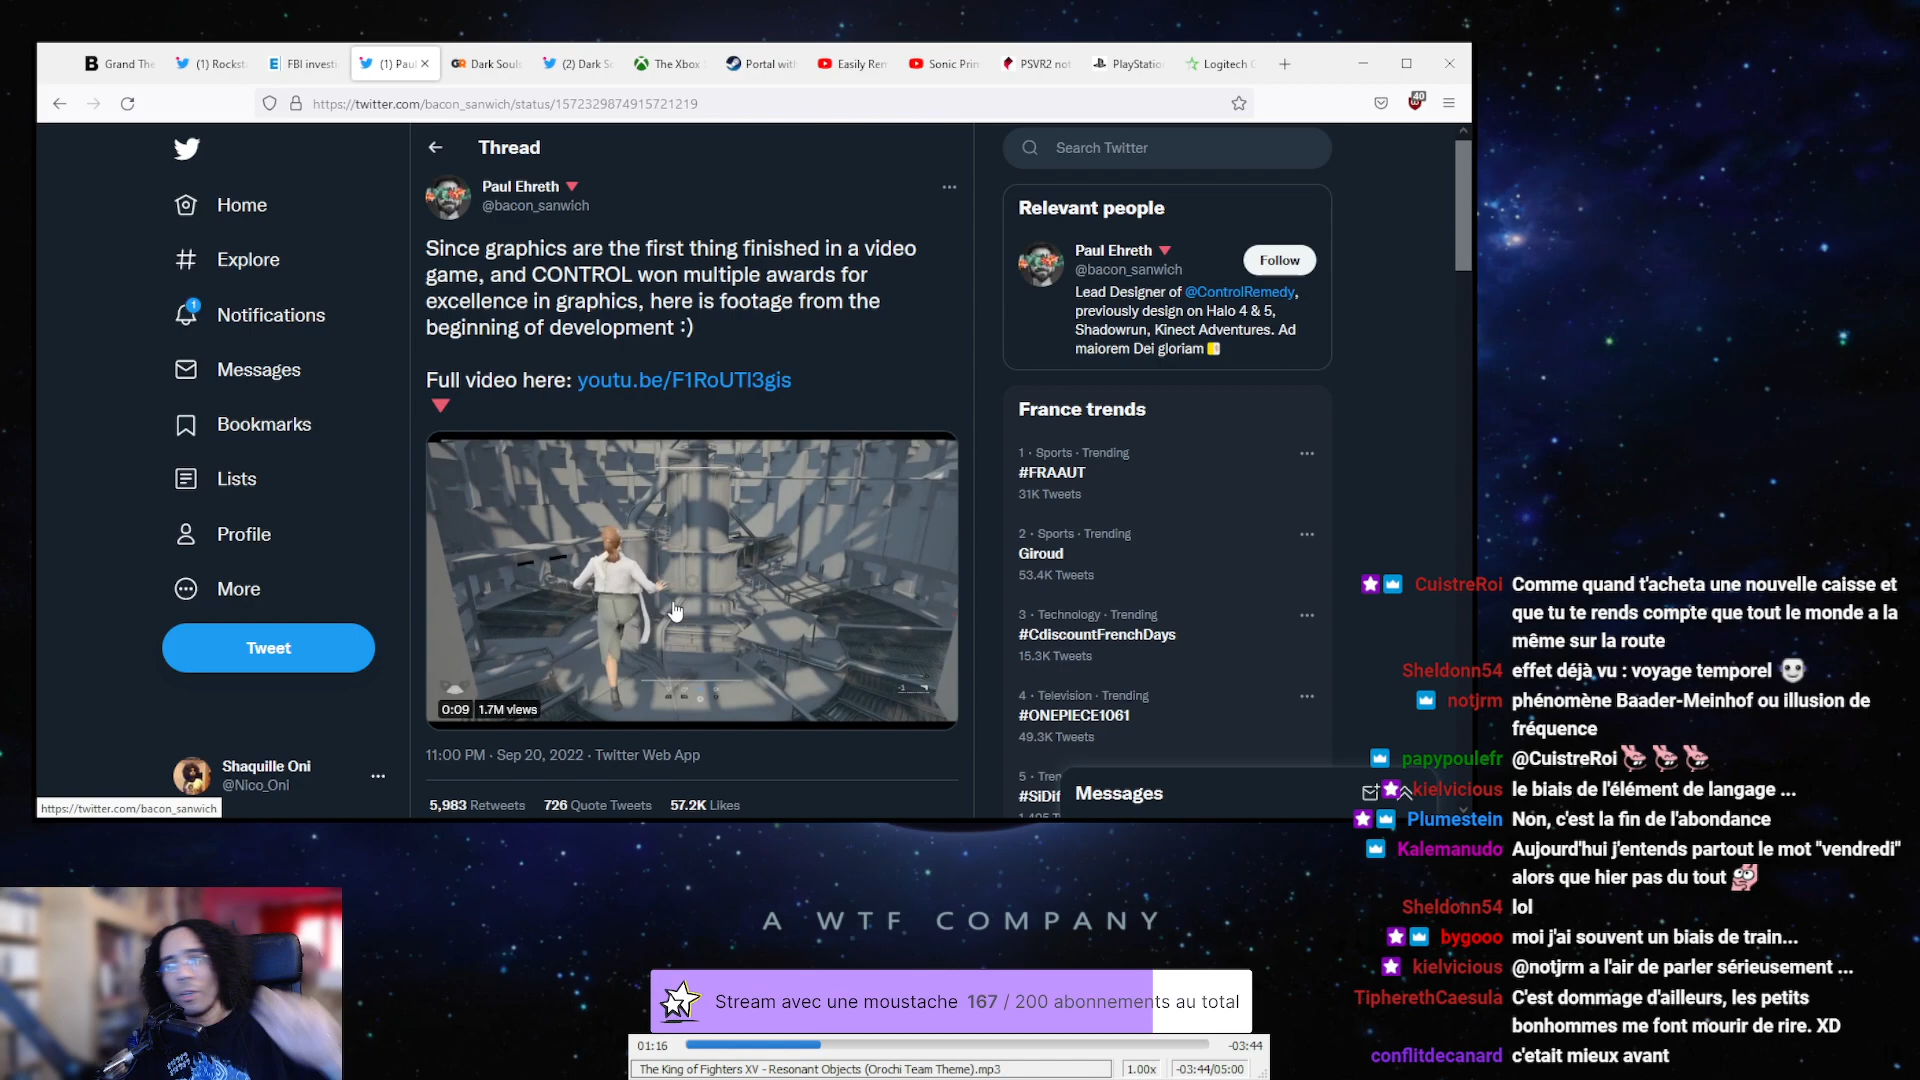 Grand The
(1) Rockst
FBI investi
(1) Paul
Dark Souls
(2) Dark So
The Xbox
Portal with
Easily Rem
Sonic Prim
PSVR2 not
PlayStation
Logitech G
https://twitter.com/bacon_sanwich/status/1572329874915721219
40
Home
Explore
1
Notifications
Messages
Bookmarks
Lists
Profile
More
Tweet
Shaquille Oni
@Nico_Oni
https://twitter.com/bacon_sanwich
Thread
Paul Ehreth
@bacon_sanwich
Since graphics are the first thing finished in a video
game, and CONTROL won multiple awards for
excellence in graphics, here is footage from the
beginning of development :)
Full video here: youtu.be/F1RoUTl3gis
0:09 1.7M views
11:00 PM · Sep 20, 2022 · Twitter Web App
5,983 Retweets 726 Quote Tweets 57.2K Likes
Search Twitter
Relevant people
Paul Ehreth
@bacon_sanwich
Follow
Lead Designer of @ControlRemedy,
previously design on Halo 4 & 5,
Shadowrun, Kinect Adventures. Ad
maiorem Dei gloriam
France trends
1 · Sports · Trending
#FRAAUT
31K Tweets
2 · Sports · Trending
Giroud
53.4K Tweets
3 · Technology · Trending
#CdiscountFrenchDays
15.3K Tweets
4 · Television · Trending
#ONEPIECE1061
49.3K Tweets
5 · Tren
#SiDif
Messages
CuistreRoi Comme quand t'acheta une nouvelle caisse et
que tu te rends compte que tout le monde a la
même sur la route
Sheldonn54 effet déjà vu : voyage temporel
notjrm phénomène Baader-Meinhof ou illusion de
fréquence
papypoulefr @CuistreRoi
kielvicious le biais de l'élément de langage ...
Plumestein Non, c'est la fin de l'abondance
Kalemanudo Aujourd'hui j'entends partout le mot "vendredi"
alors que hier pas du tout
Sheldonn54 lol
bygooo moi j'ai souvent un biais de train...
kielvicious @notjrm a l'air de parler sérieusement ...
TipherethCaesula C'est dommage d'ailleurs, les petits
bonhommes me font mourir de rire. XD
conflitdecanard c'etait mieux avant
A WTF COMPANY
Stream avec une moustache 167 / 200 abonnements au total
01:16 -03:44
The King of Fighters XV - Resonant Objects (Orochi Team Theme).mp3 1.00x -03:44/05:00